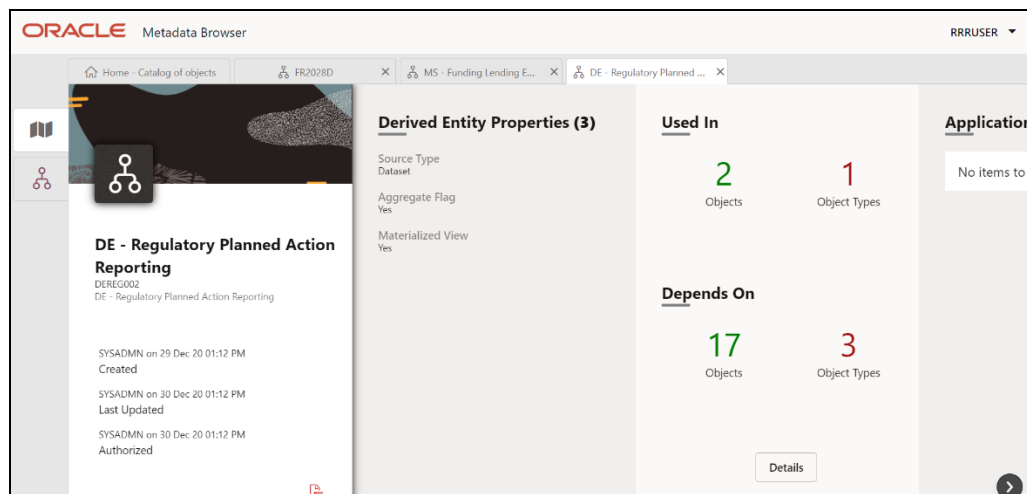 ORACLE Metadata Browser
RRRUSER
Home - Catalog of objects
FR2028D
MS - Funding Lending E...
DE - Regulatory Planned ...
DE - Regulatory Planned Action
Reporting
DEREG002
DE - Regulatory Planned Action Reporting
SYSADMN on 29 Dec 20 01:12 PM
Created
SYSADMN on 30 Dec 20 01:12 PM
Last Updated
SYSADMN on 30 Dec 20 01:12 PM
Authorized
Derived Entity Properties (3)
Source Type
Dataset
Aggregate Flag
Yes
Materialized View
Yes
Used In
2 1
Objects Object Types
Depends On
17 3
Objects Object Types
Details
Application
No items to